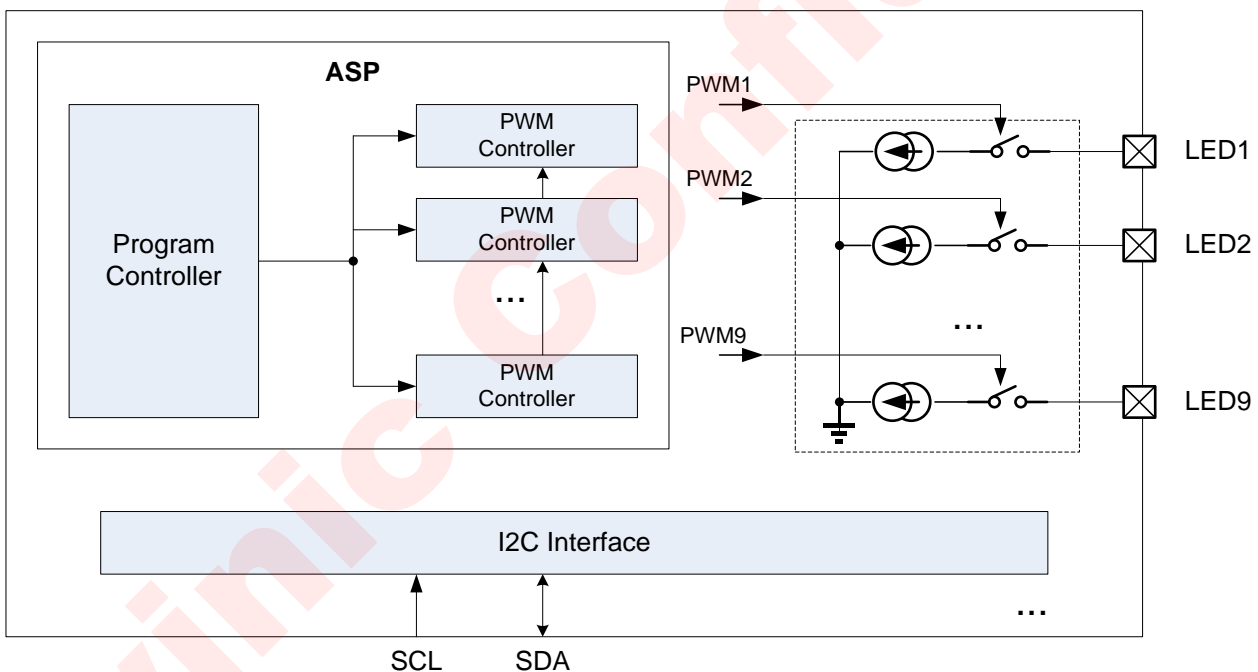 ASP
Program
Controller
PWM
Controller
PWM
Controller
...
PWM
Controller
PWM1
PWM2
PWM9
...
LED1
LED2
LED9
I2C Interface
...
SCL
SDA